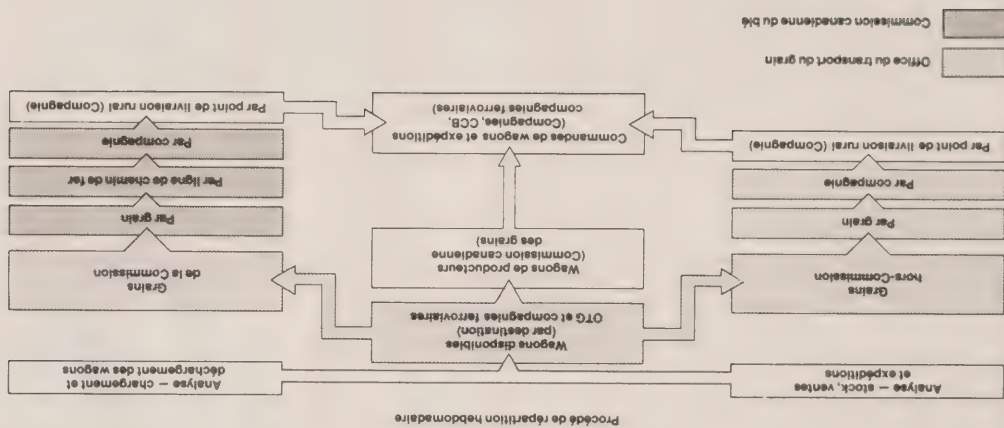 Procédé de répartition hebdomadaire
Analyse — stock, ventes
et expéditions
Analyse — chargement et
déchargement des wagons
Wagons disponibles
(par destination)
OTG et compagnies ferroviaires
Grains
hors-Commission
Wagons de producteurs
(Commission canadienne
des grains)
Grains
de la Commission
Par grain
Par compagnie
Par point de livraison rural (Compagnie)
Par grain
Par ligne de chemin de fer
Par compagnie
Par point de livraison rural (Compagnie)
Commandes de wagons et expéditions
(Compagnies, CCB,
compagnies ferroviaires)
Office du transport du grain
Commission canadienne du blé